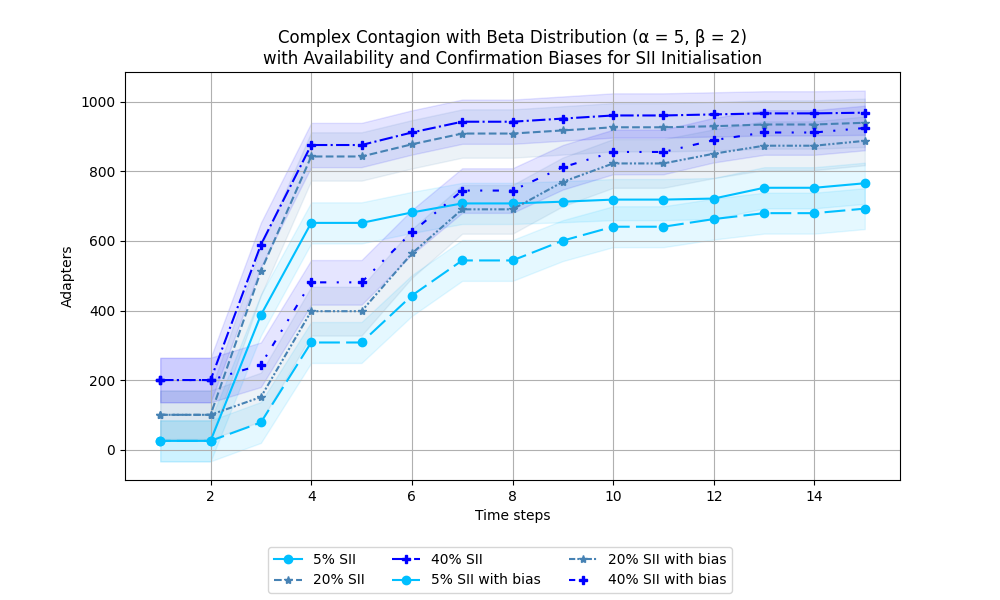 Complex Contagion with Beta Distribution (α = 5, β = 2)
with Availability and Confirmation Biases for SII Initialisation
1000
800
600
400
200
0
Adapters
2 4 6 8 10 12 14
Time steps
5% SII 40% SII 20% SII with bias
20% SII 5% SII with bias 40% SII with bias